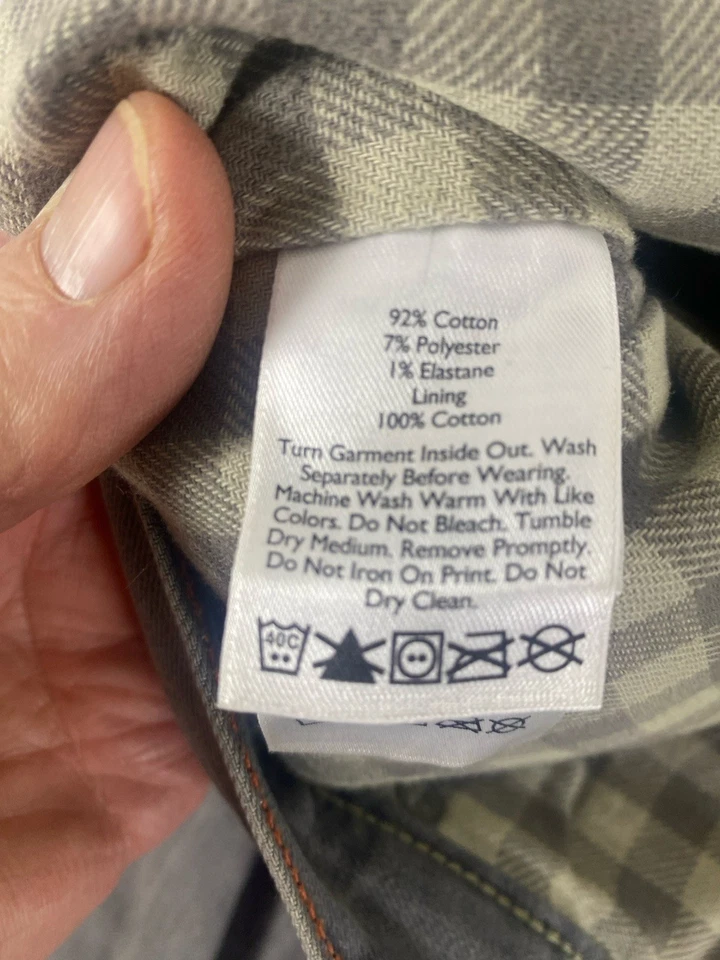 92% Cotton
7% Polyester
1% Elastane
Lining
100% Cotton
Turn Garment Inside Out. Wash
Separately Before Wearing.
Machine Wash Warm With Like
Colors. Do Not Bleach. Tumble
Dry Medium. Remove Promptly.
Do Not Iron On Print. Do Not
Dry Clean.
40C